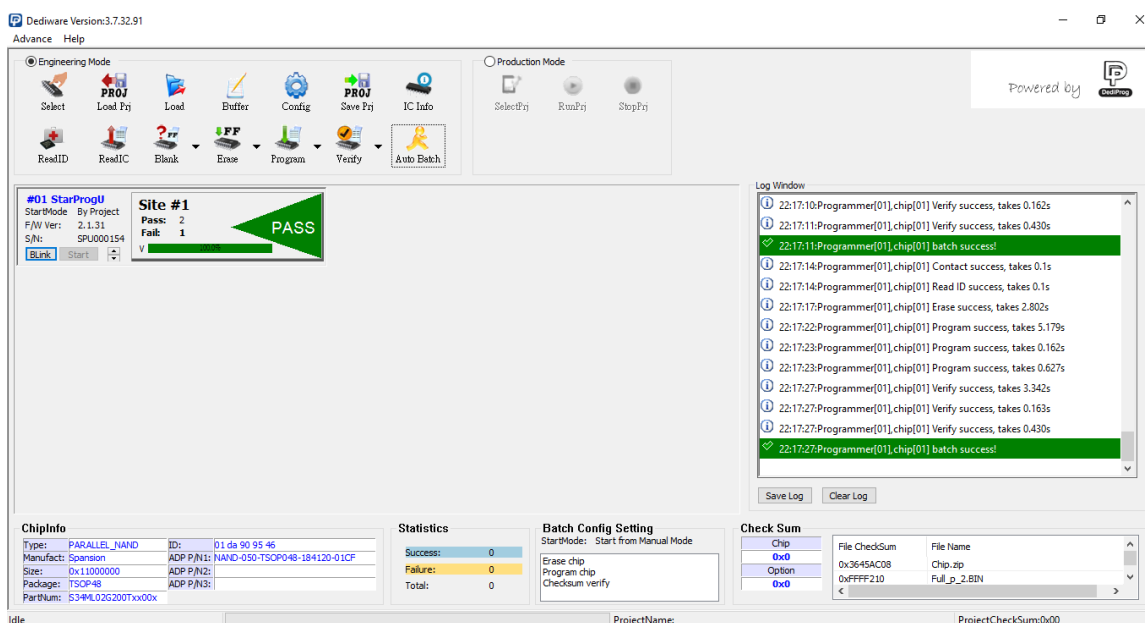 Dediware Version:3.7.32.91
Advance Help
Engineering Mode
Production Mode
PROJ
PROJ
Select Load Prj Load Buffer Config Save Prj IC Info
SelectPrj RunPrj StopPrj
Powered by DediProg
?FF
FF
ReadID ReadIC Blank Erase Program Verify Auto Batch
#01 StarProgU
StartMode By Project
F/W Ver: 2.1.31
S/N: SPU000154
BLink Start
Site #1
Pass: 2
Fail: 1
V 100.0%
PASS
Log Window
22:17:10:Programmer[01],chip[01] Verify success, takes 0.162s
22:17:11:Programmer[01],chip[01] Verify success, takes 0.430s
22:17:11:Programmer[01],chip[01] batch success!
22:17:14:Programmer[01],chip[01] Contact success, takes 0.1s
22:17:14:Programmer[01],chip[01] Read ID success, takes 0.1s
22:17:17:Programmer[01],chip[01] Erase success, takes 2.802s
22:17:22:Programmer[01],chip[01] Program success, takes 5.179s
22:17:23:Programmer[01],chip[01] Program success, takes 0.162s
22:17:23:Programmer[01],chip[01] Program success, takes 0.627s
22:17:27:Programmer[01],chip[01] Verify success, takes 3.342s
22:17:27:Programmer[01],chip[01] Verify success, takes 0.163s
22:17:27:Programmer[01],chip[01] Verify success, takes 0.430s
22:17:27:Programmer[01],chip[01] batch success!
Save Log Clear Log
ChipInfo
Type: PARALLEL_NAND ID: 01 da 90 95 46
Manufact: Spansion ADP P/N1: NAND-050-TSOP048-184120-01CF
Size: 0x11000000 ADP P/N2:
Package: TSOP48 ADP P/N3:
PartNum: S34ML02G200Txx00x
Statistics
Success: 0
Failure: 0
Total: 0
Batch Config Setting
StartMode: Start from Manual Mode
Erase chip
Program chip
Checksum verify
Check Sum
Chip
0x0
Option
0x0
File CheckSum File Name
0x3645AC08 Chip.zip
0xFFFFF210 Full_p_2.BIN
Idle ProjectName: ProjectCheckSum:0x00